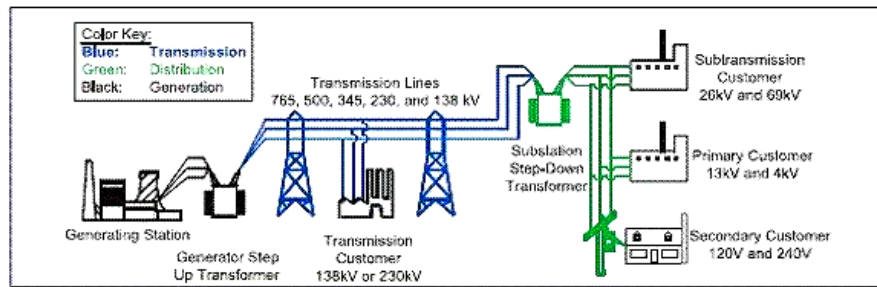 Color Key:
Blue: Transmission
Green: Distribution
Black: Generation
Transmission Lines
765, 500, 345, 230, and 138 kV
Subtransmission
Customer
26kV and 69kV
Substation
Step-Down
Transformer
Primary Customer
13kV and 4kV
Generating Station
Generator Step
Up Transformer
Transmission
Customer
138kV or 230kV
Secondary Customer
120V and 240V